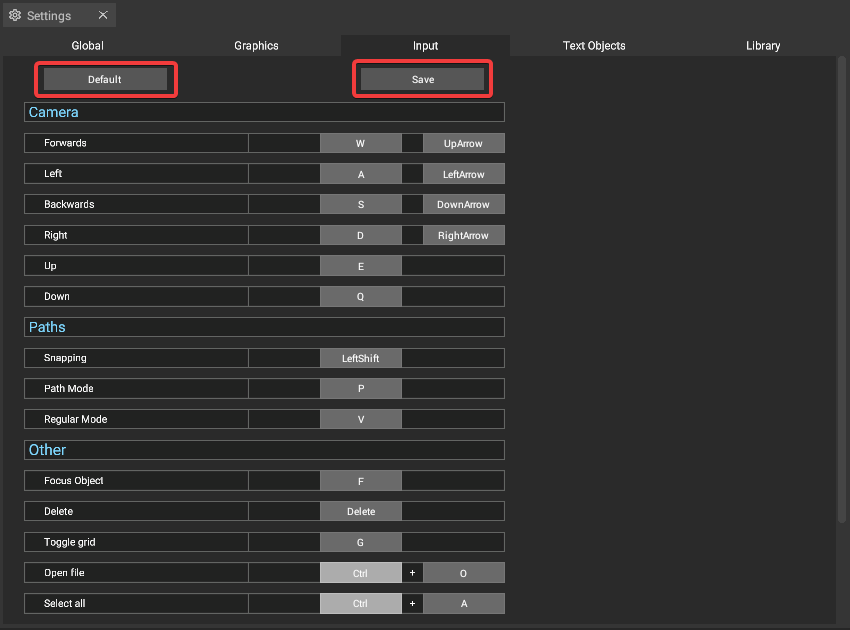 Settings
Global Graphics Input Text Objects Library
Default Save
Camera
Forwards W UpArrow
Left A LeftArrow
Backwards S DownArrow
Right D RightArrow
Up E
Down Q
Paths
Snapping LeftShift
Path Mode P
Regular Mode V
Other
Focus Object F
Delete Delete
Toggle grid G
Open file Ctrl + O
Select all Ctrl + A